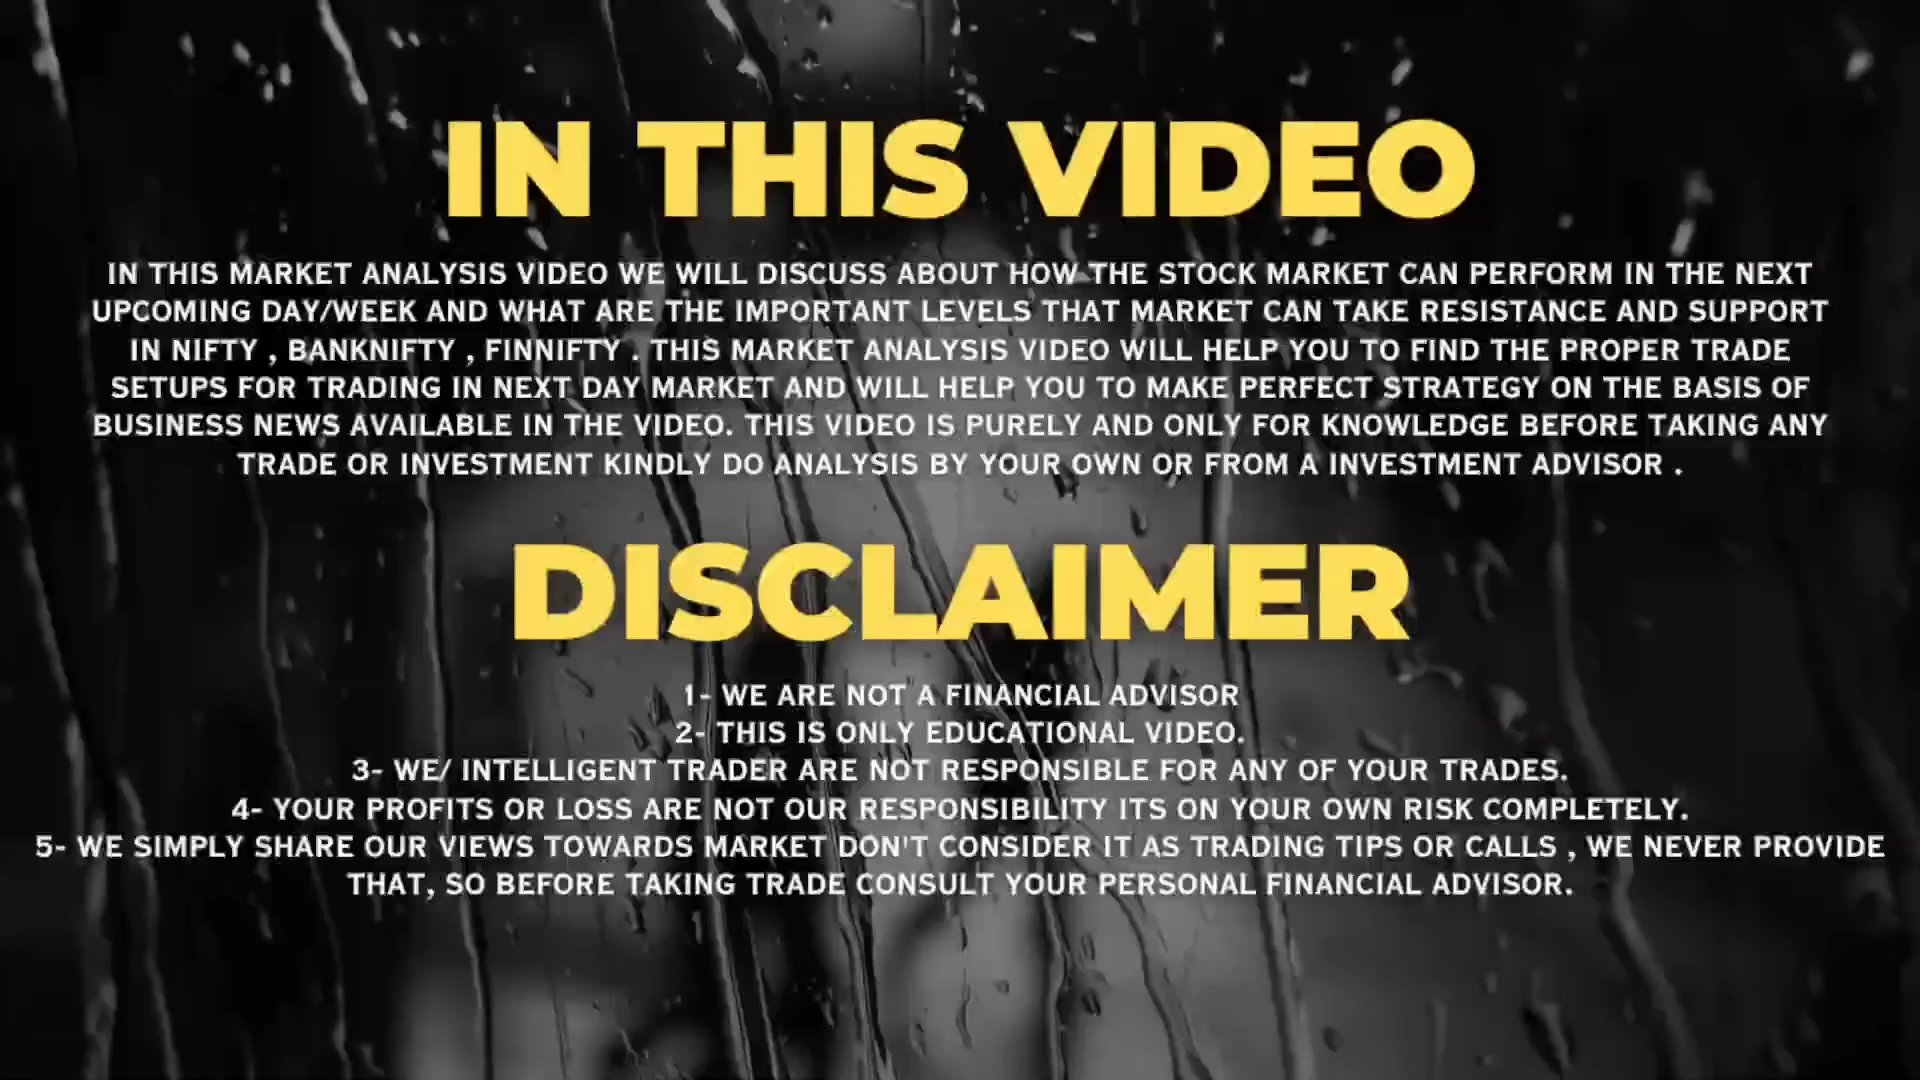 IN THIS VIDEO
IN THIS MARKET ANALYSIS VIDEO WE WILL DISCUSS ABOUT HOW THE STOCK MARKET CAN PERFORM IN THE NEXT
UPCOMING DAY/WEEK AND WHAT ARE THE IMPORTANT LEVELS THAT MARKET CAN TAKE RESISTANCE AND SUPPORT
IN NIFTY , BANKNIFTY , FINNIFTY . THIS MARKET ANALYSIS VIDEO WILL HELP YOU TO FIND THE PROPER TRADE
SETUPS FOR TRADING IN NEXT DAY MARKET AND WILL HELP YOU TO MAKE PERFECT STRATEGY ON THE BASIS OF
BUSINESS NEWS AVAILABLE IN THE VIDEO. THIS VIDEO IS PURELY AND ONLY FOR KNOWLEDGE BEFORE TAKING ANY
TRADE OR INVESTMENT KINDLY DO ANALYSIS BY YOUR OWN OR FROM A INVESTMENT ADVISOR .
DISCLAIMER
1- WE ARE NOT A FINANCIAL ADVISOR
2- THIS IS ONLY EDUCATIONAL VIDEO.
3- WE/ INTELLIGENT TRADER ARE NOT RESPONSIBLE FOR ANY OF YOUR TRADES.
4- YOUR PROFITS OR LOSS ARE NOT OUR RESPONSIBILITY ITS ON YOUR OWN RISK COMPLETELY.
5- WE SIMPLY SHARE OUR VIEWS TOWARDS MARKET DON'T CONSIDER IT AS TRADING TIPS OR CALLS , WE NEVER PROVIDE
THAT, SO BEFORE TAKING TRADE CONSULT YOUR PERSONAL FINANCIAL ADVISOR.